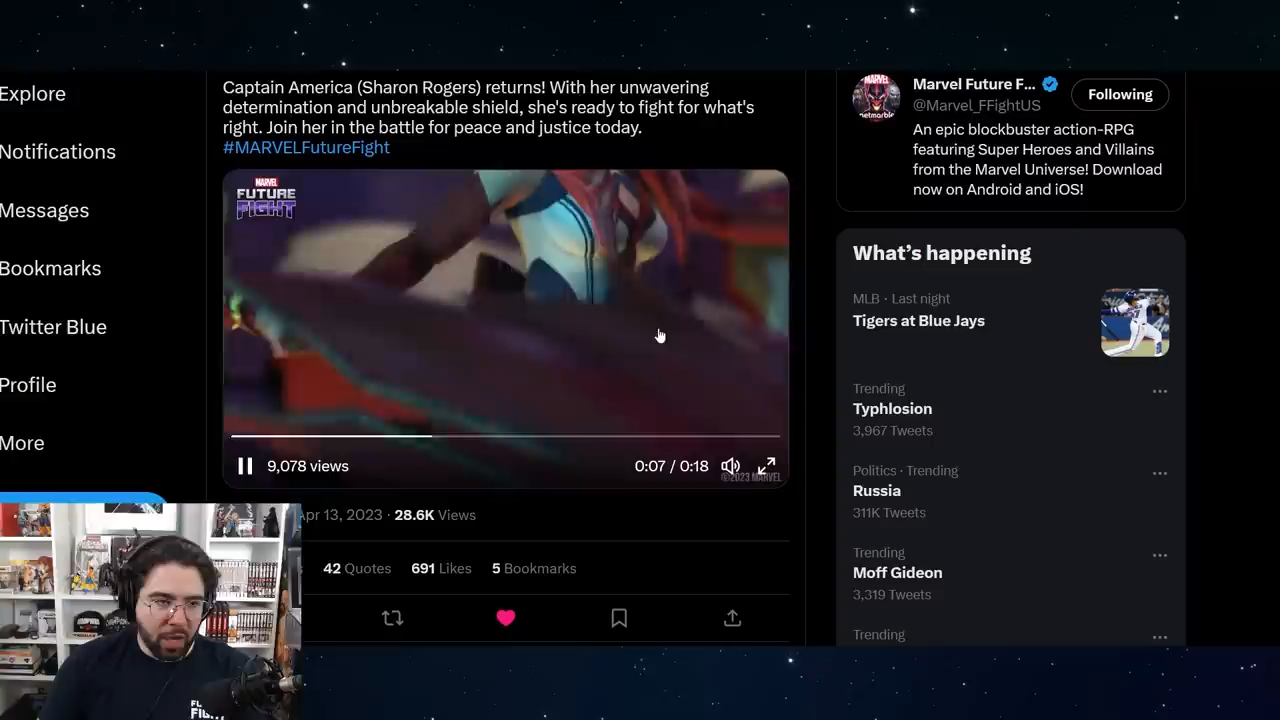 Explore
Notifications
Messages
Bookmarks
Twitter Blue
Profile
More
Captain America (Sharon Rogers) returns! With her unwavering
determination and unbreakable shield, she's ready to fight for what's
right. Join her in the battle for peace and justice today.
#MARVELFutureFight
MARVEL
FUTURE
FIGHT
9,078 views
0:07 / 0:18
©2023 MARVEL
Apr 13, 2023 · 28.6K Views
42 Quotes 691 Likes 5 Bookmarks
MARVEL
netmarble
Marvel Future F...
@Marvel_FFightUS
Following
An epic blockbuster action-RPG
featuring Super Heroes and Villains
from the Marvel Universe! Download
now on Android and iOS!
What's happening
MLB · Last night
Tigers at Blue Jays
Trending
Typhlosion
3,967 Tweets
Politics · Trending
Russia
311K Tweets
Trending
Moff Gideon
3,319 Tweets
Trending